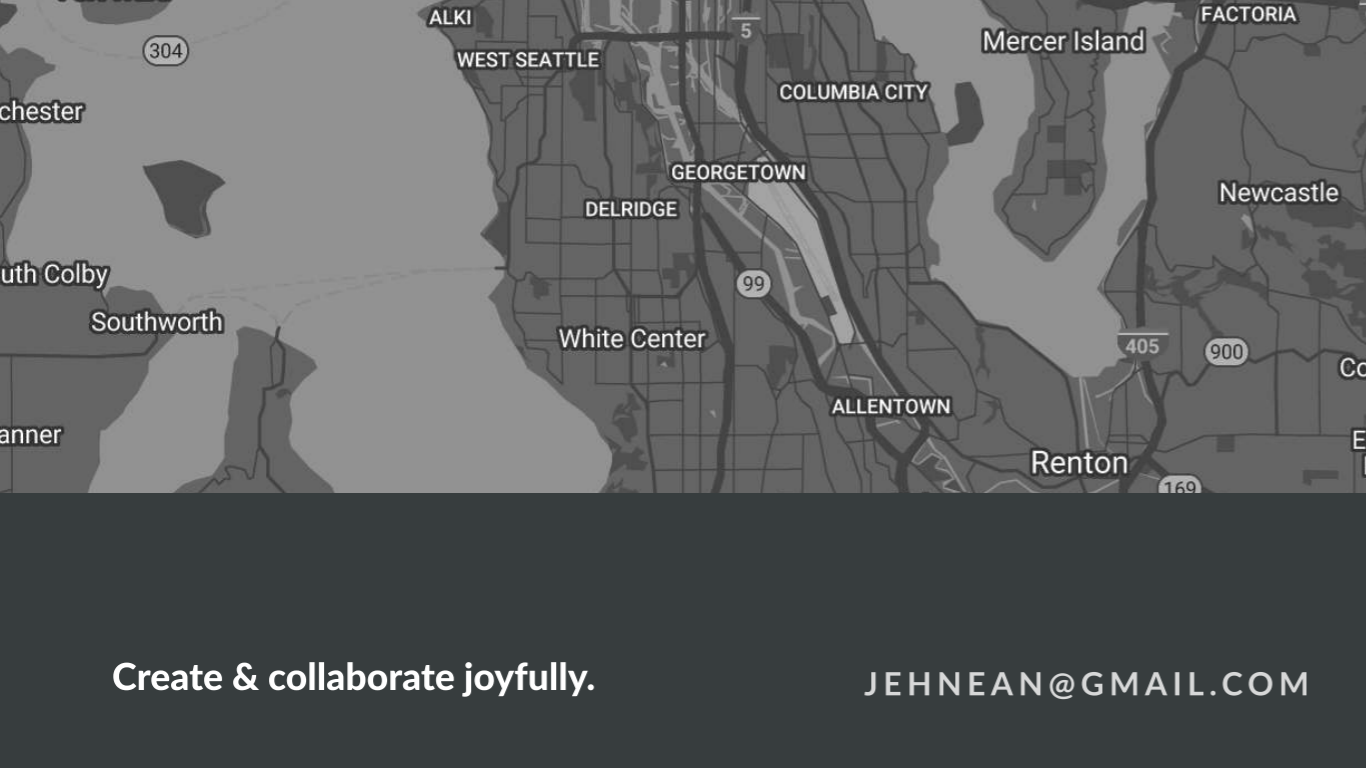 ALKI
FACTORIA
5
304
Mercer Island
WEST SEATTLE
COLUMBIA CITY
chester
GEORGETOWN
Newcastle
DELRIDGE
uth Colby
99
Southworth
White Center
405
900
Co
ALLENTOWN
anner
E
Renton
169
Create & collaborate joyfully.
JEHNEAN@GMAIL.COM